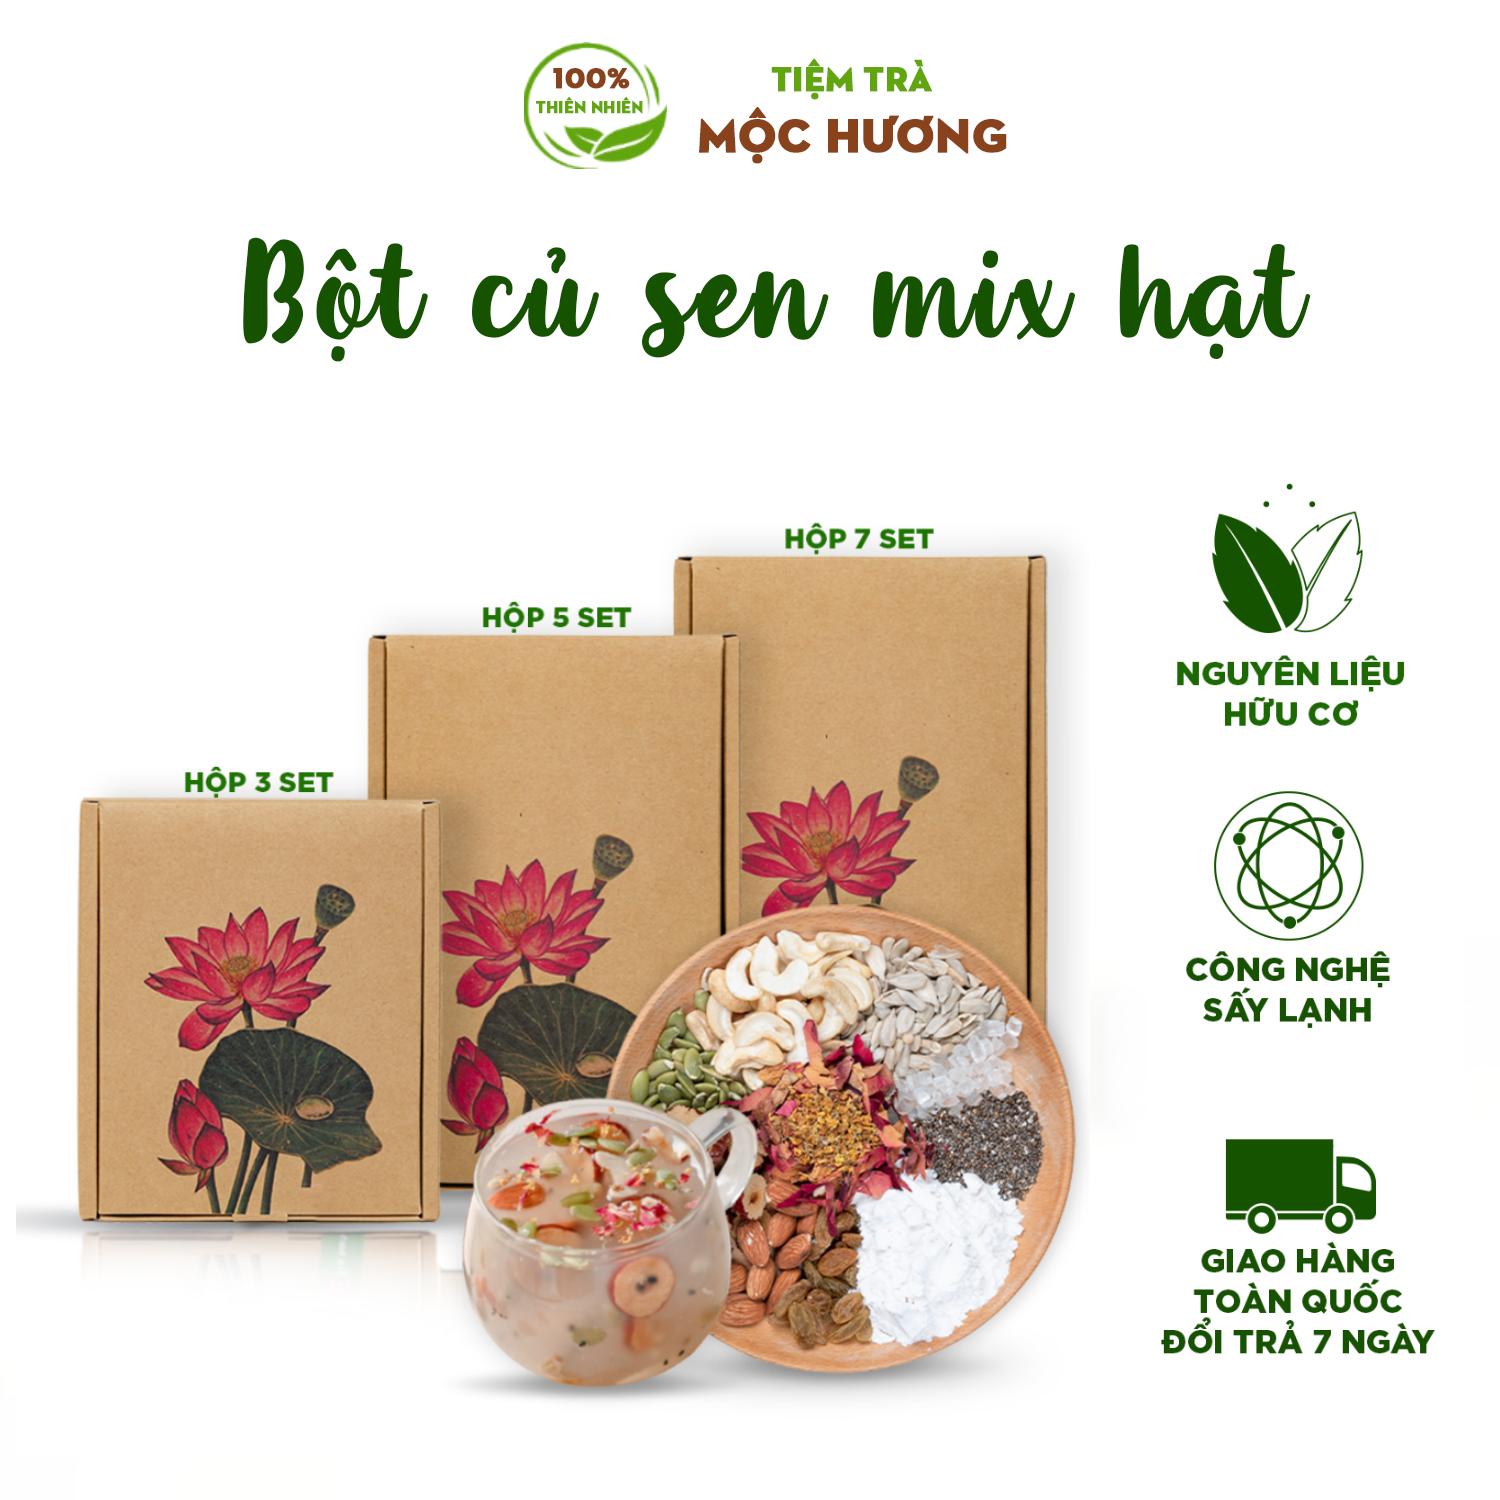 100%
THIÊN NHIÊN
TIỆM TRÀ
MỘC HƯƠNG
Bột củ sen mix hạt
HỘP 7 SET
HỘP 5 SET
HỘP 3 SET
NGUYÊN LIỆU
HỮU CƠ
CÔNG NGHỆ
SẤY LẠNH
GIAO HÀNG
TOÀN QUỐC
ĐỔI TRẢ 7 NGÀY